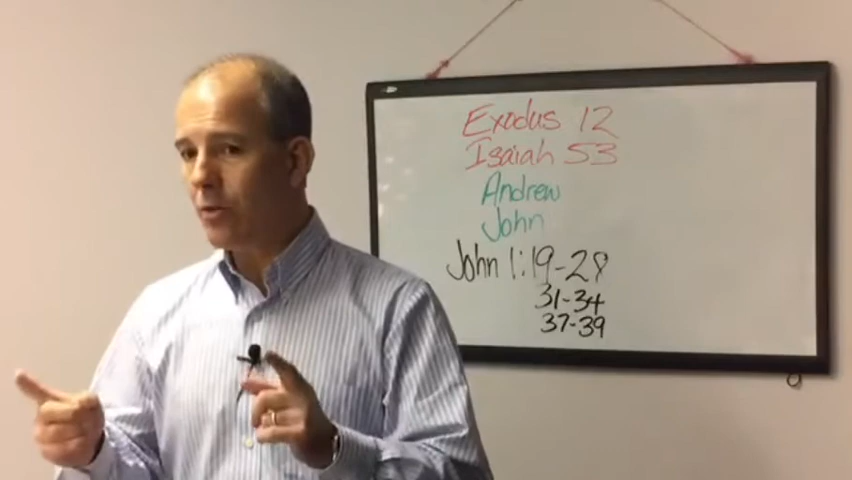 Exodus 12
Isaiah 53
Andrew
John
John 1:19-28
31-34
37-39